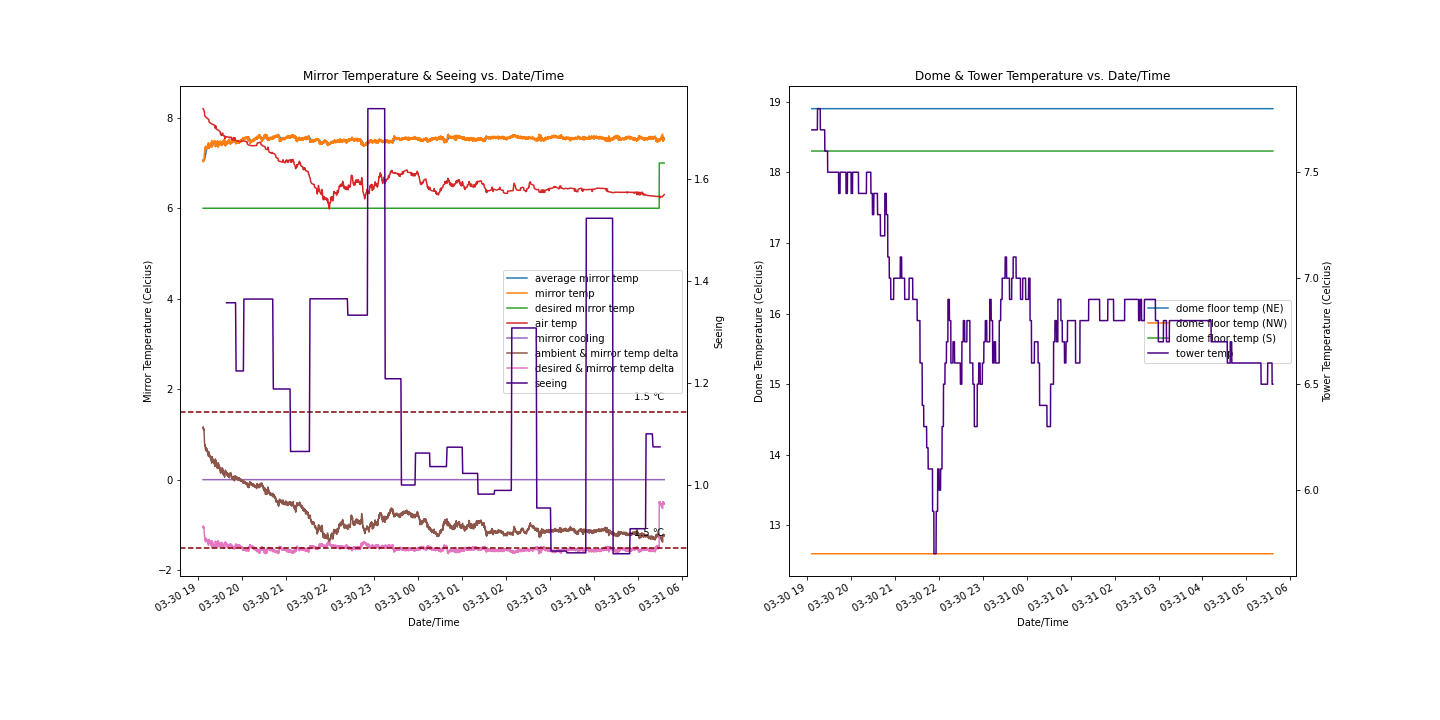 Mirror Temperature & Seeing vs. Date/Time
8
6
4
2
0
−2
Mirror Temperature (Celcius)
average mirror temp
mirror temp
desired mirror temp
air temp
mirror cooling
ambient & mirror temp delta
desired & mirror temp delta
seeing
1.5 °C
-1.5 °C
1.6
1.4
1.2
1.0
Seeing
03-30 19
03-30 20
03-30 21
03-30 22
03-30 23
03-31 00
03-31 01
03-31 02
03-31 03
03-31 04
03-31 05
03-31 06
Date/Time
Dome & Tower Temperature vs. Date/Time
19
18
17
16
15
14
13
Dome Temperature (Celcius)
dome floor temp (NE)
dome floor temp (NW)
dome floor temp (S)
tower temp
7.5
7.0
6.5
6.0
Tower Temperature (Celcius)
03-30 19
03-30 20
03-30 21
03-30 22
03-30 23
03-31 00
03-31 01
03-31 02
03-31 03
03-31 04
03-31 05
03-31 06
Date/Time